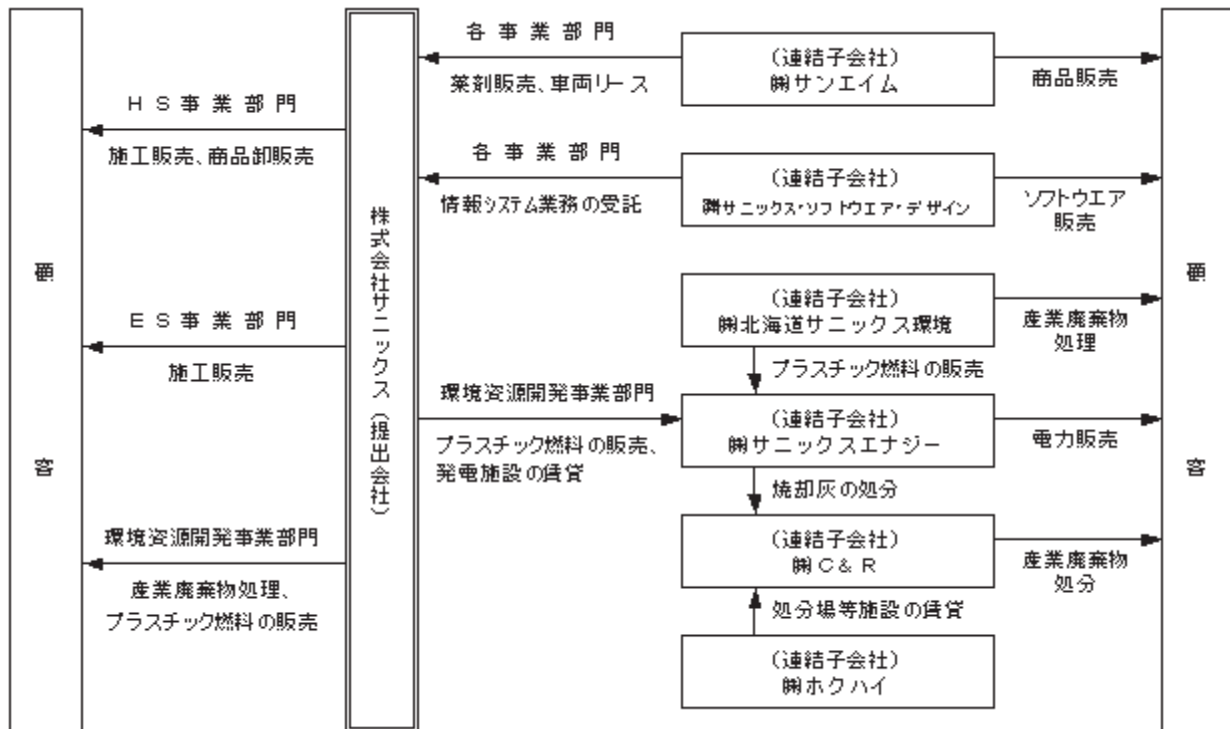 顧客
HS事業部門
施工販売、商品卸販売
ES事業部門
施工販売
環境資源開発事業部門
産業廃棄物処理、
プラスチック燃料の販売
株式会社サニックス(提出会社)
各事業部門
薬剤販売、車両リース
各事業部門
情報システム業務の受託
環境資源開発事業部門
プラスチック燃料の販売、
発電施設の賃貸
(連結子会社)
㈱サンエイム
(連結子会社)
㈱サニックス・ソフトウエア・デザイン
(連結子会社)
㈱北海道サニックス環境
プラスチック燃料の販売
(連結子会社)
㈱サニックスエナジー
焼却灰の処分
(連結子会社)
㈱C&R
処分場等施設の賃貸
(連結子会社)
㈱ホクハイ
商品販売
ソフトウエア
販売
産業廃棄物
処理
電力販売
産業廃棄物
処分
顧客